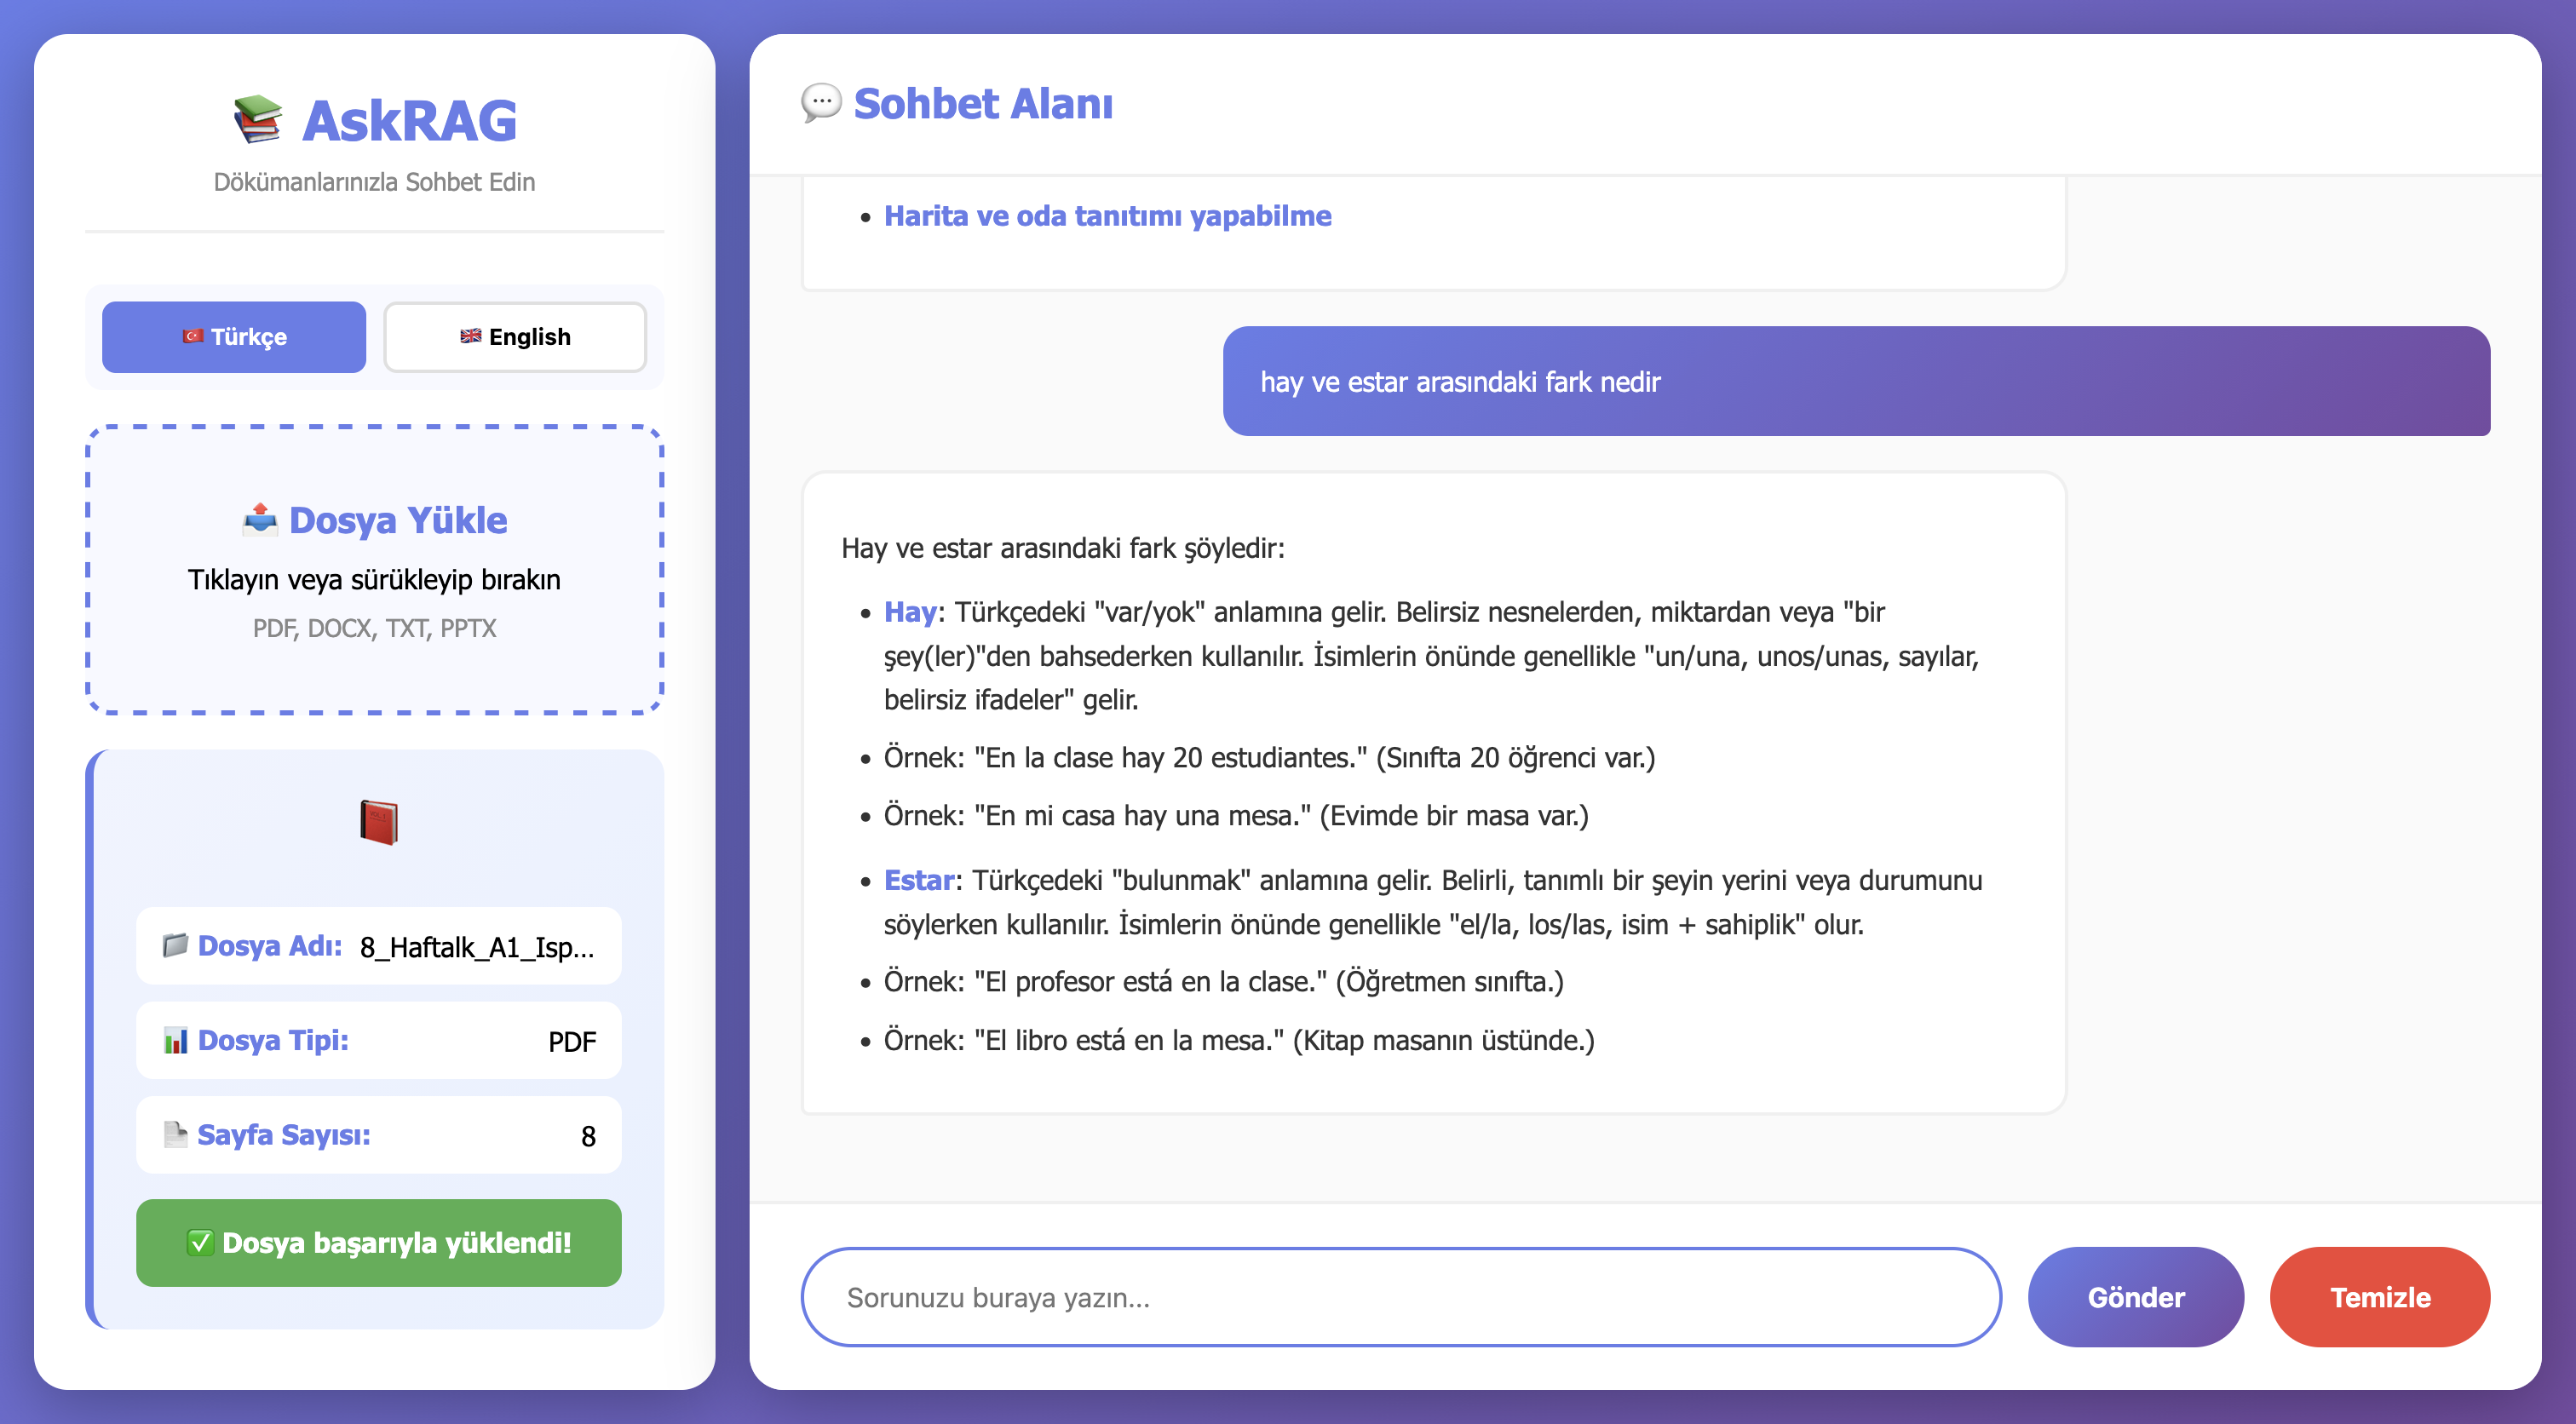 📚 AskRAG
Dökümanlarınızla Sohbet Edin
🇹🇷 Türkçe
🇬🇧 English
📤 Dosya Yükle
Tıklayın veya sürükleyip bırakın
PDF, DOCX, TXT, PPTX
📁 Dosya Adı: 8_Haftalk_A1_Isp...
📊 Dosya Tipi: PDF
📄 Sayfa Sayısı: 8
✅ Dosya başarıyla yüklendi!
💬 Sohbet Alanı
• Harita ve oda tanıtımı yapabilme
hay ve estar arasındaki fark nedir
Hay ve estar arasındaki fark şöyledir:
• Hay: Türkçedeki "var/yok" anlamına gelir. Belirsiz nesnelerden, miktardan veya "bir
şey(ler)"den bahsederken kullanılır. İsimlerin önünde genellikle "un/una, unos/unas, sayılar,
belirsiz ifadeler" gelir.
• Örnek: "En la clase hay 20 estudiantes." (Sınıfta 20 öğrenci var.)
• Örnek: "En mi casa hay una mesa." (Evimde bir masa var.)
• Estar: Türkçedeki "bulunmak" anlamına gelir. Belirli, tanımlı bir şeyin yerini veya durumunu
söylerken kullanılır. İsimlerin önünde genellikle "el/la, los/las, isim + sahiplik" olur.
• Örnek: "El profesor está en la clase." (Öğretmen sınıfta.)
• Örnek: "El libro está en la mesa." (Kitap masanın üstünde.)
Sorunuzu buraya yazın...
Gönder
Temizle